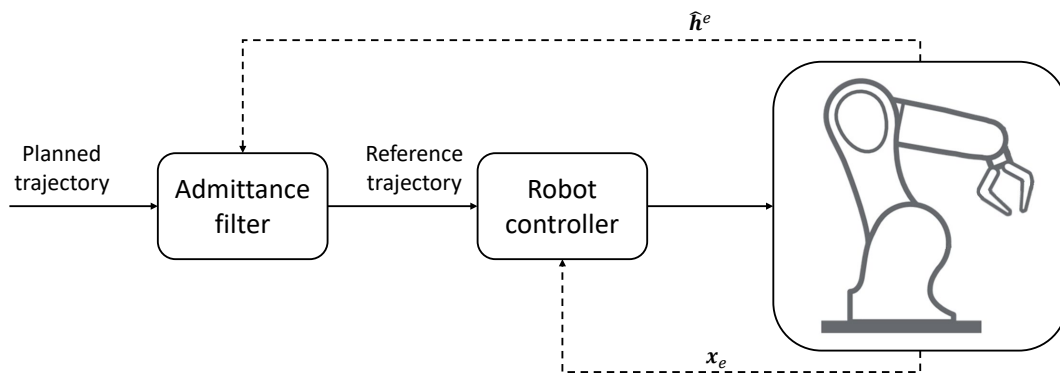 ĥᵉ
Planned
trajectory
Admittance
filter
Reference
trajectory
Robot
controller
xₑ